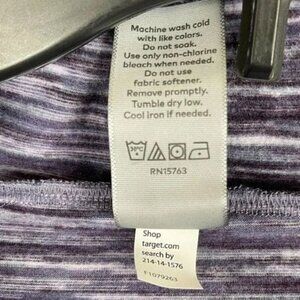 Machine wash cold
with like colors.
Do not soak.
Use only non-chlorine
bleach when needed.
Do not use
fabric softener.
Remove promptly.
Tumble dry low.
Cool iron if needed.
RN15763
Shop
target.com
search by
214-14-1576
F1079263